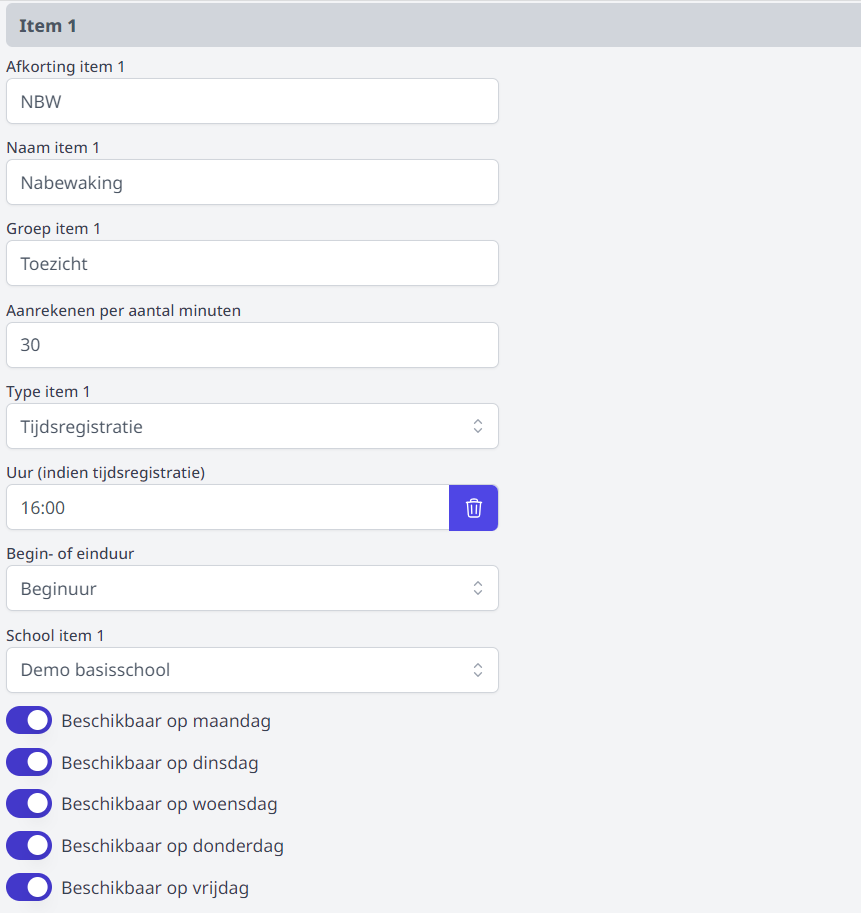 Item 1
Afkorting item 1
NBW
Naam item 1
Nabewaking
Groep item 1
Toezicht
Aanrekenen per aantal minuten
30
Type item 1
Tijdsregistratie
Uur (indien tijdsregistratie)
16:00
Begin- of einduur
Beginuur
School item 1
Demo basisschool
Beschikbaar op maandag
Beschikbaar op dinsdag
Beschikbaar op woensdag
Beschikbaar op donderdag
Beschikbaar op vrijdag